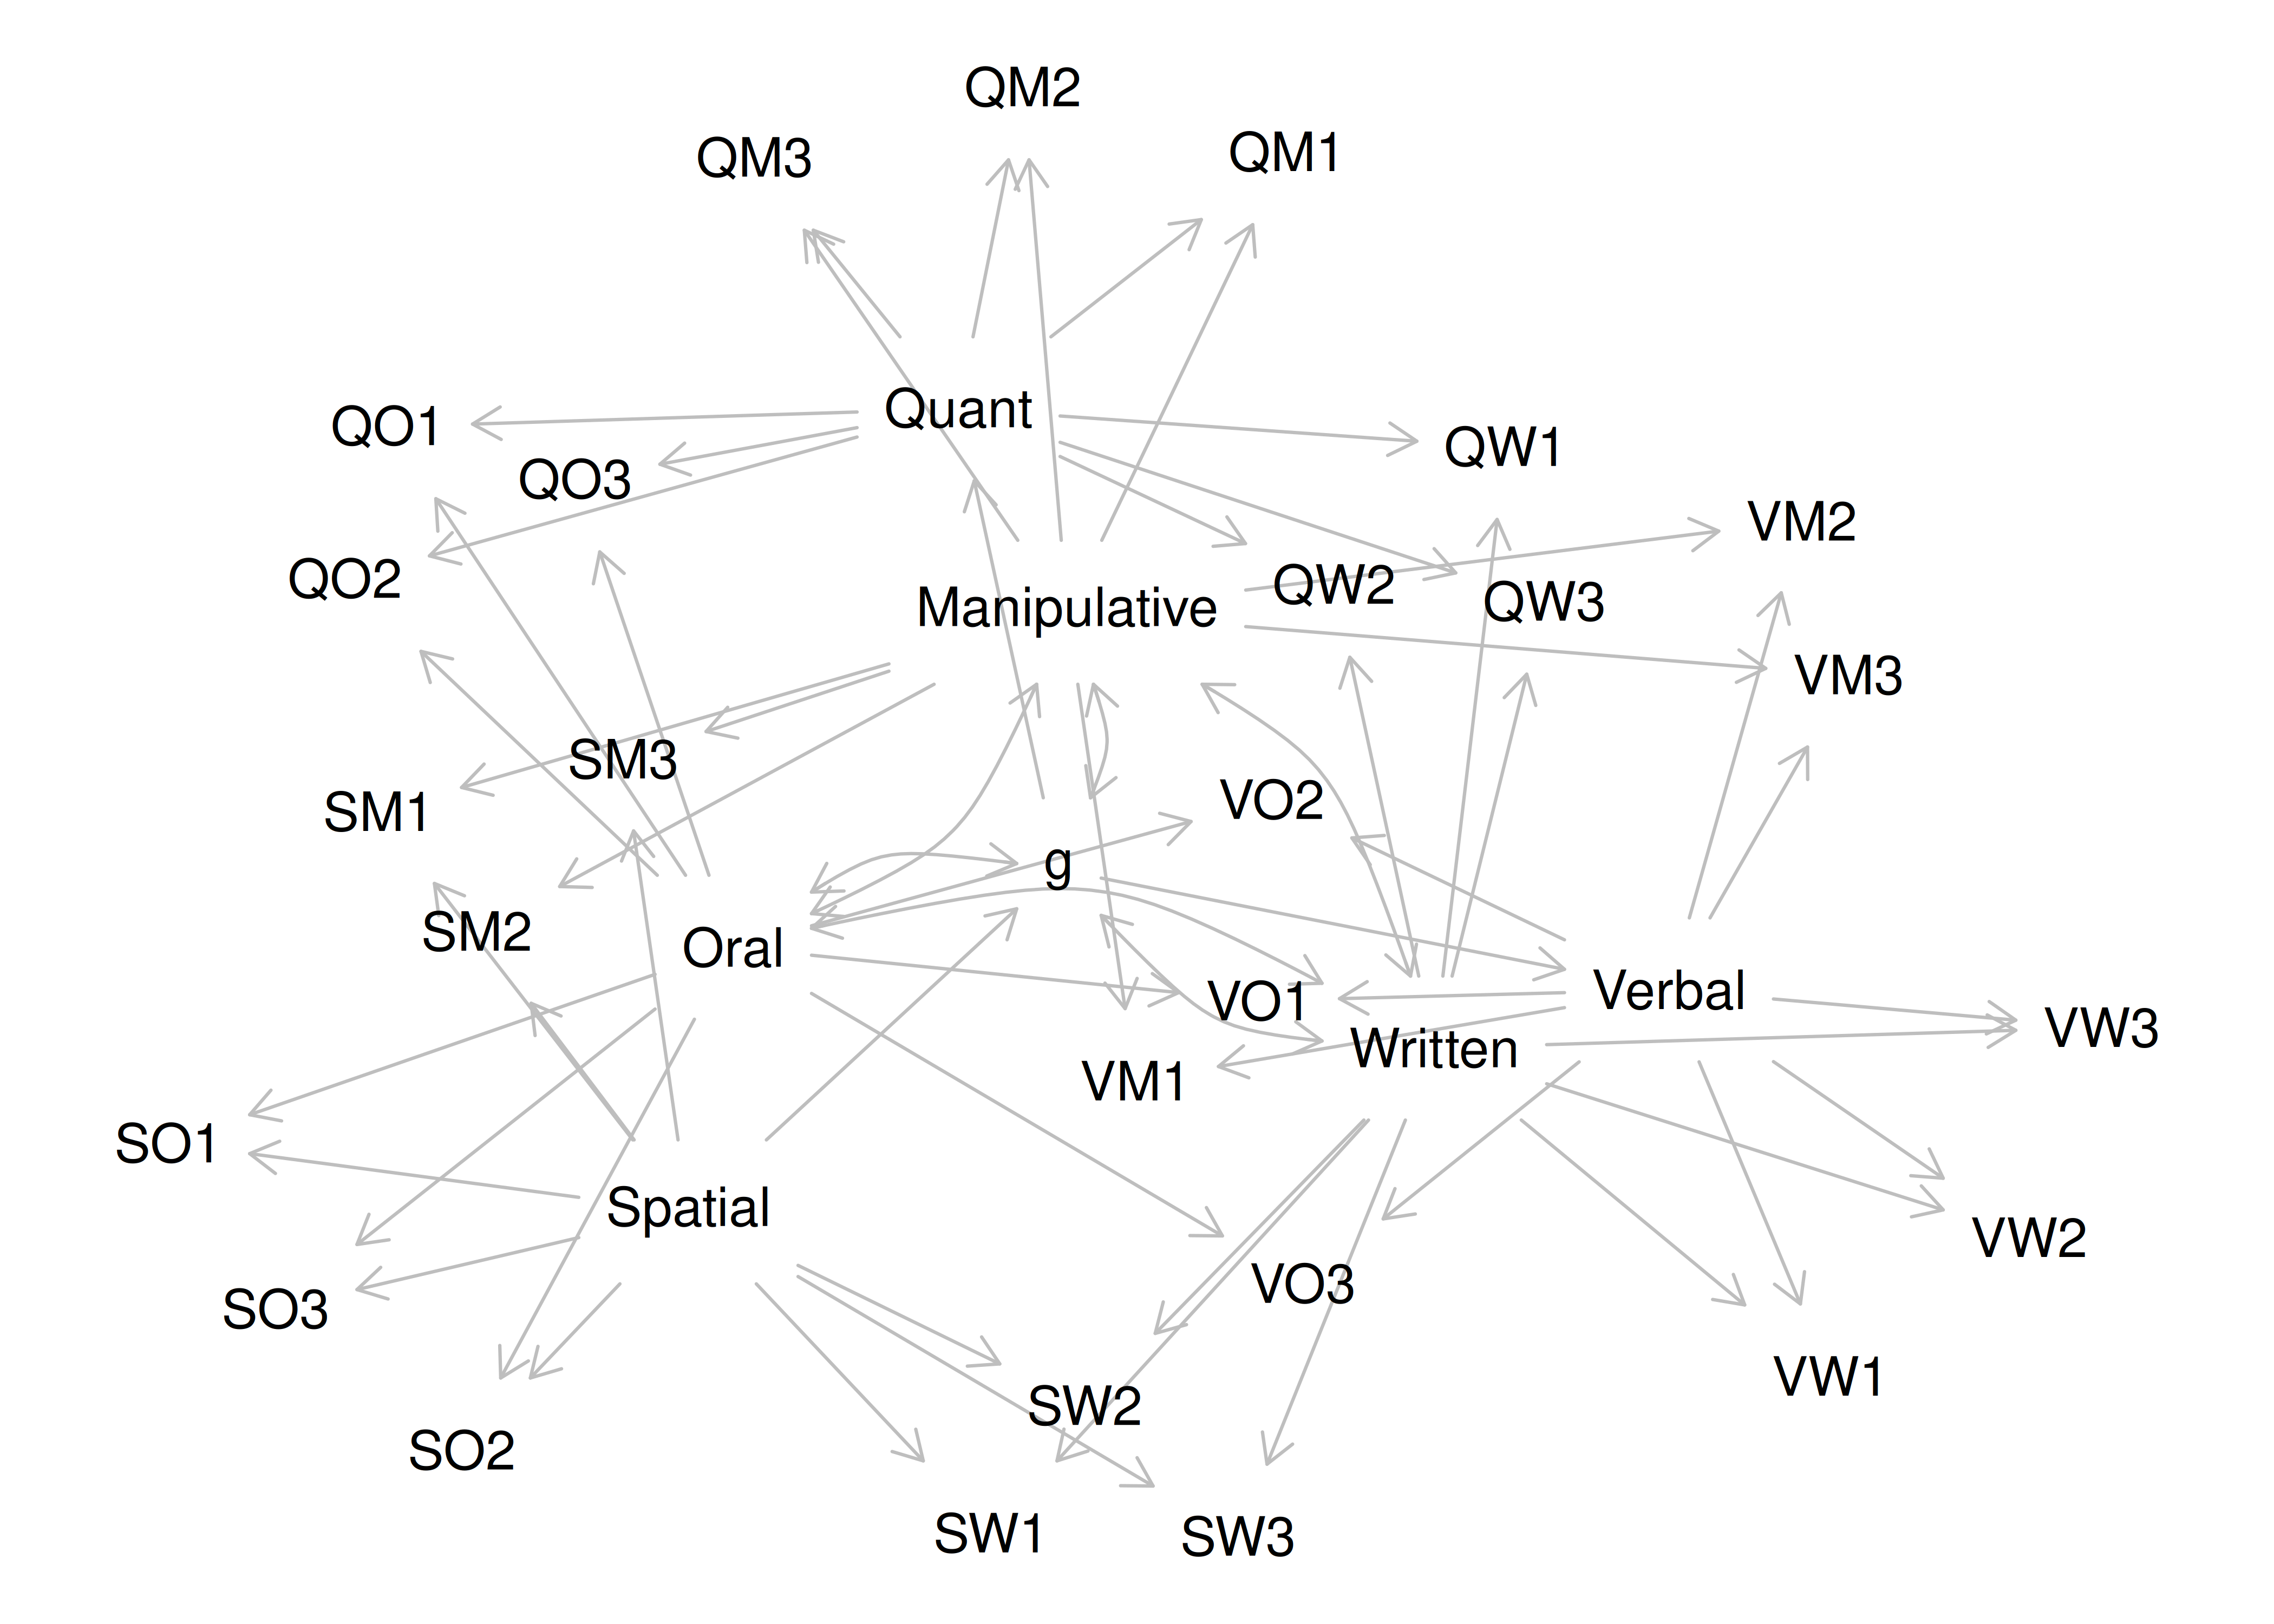 QM2
QM3
QM1
Quant
QO1
QO3
QW1
VM2
QO2
QW2
QW3
Manipulative
VM3
SM3
VO2
SM1
g
SM2
Oral
Verbal
VO1
VW3
Written
VM1
SO1
Spatial
VW2
VO3
SO3
VW1
SW2
SO2
SW1
SW3